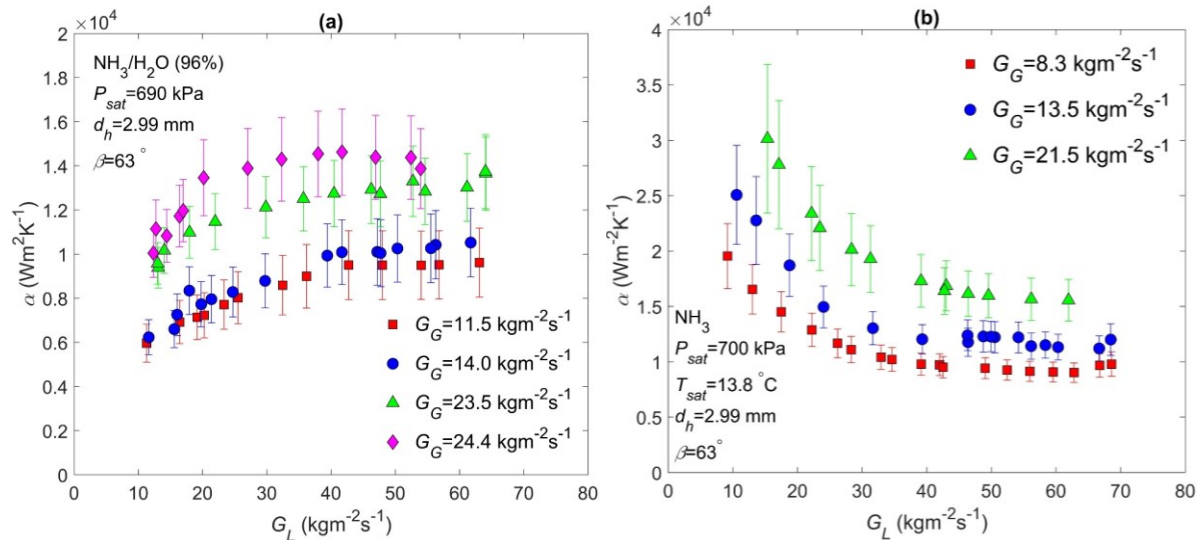 (a)
×10⁴
2
1.8
1.6
1.4
1.2
1
0.8
0.6
0.4
0.2
0
α (Wm²K⁻¹)
NH₃/H₂O (96%)
P_sat=690 kPa
d_h=2.99 mm
β=63 °
G_G=11.5 kgm⁻²s⁻¹
G_G=14.0 kgm⁻²s⁻¹
G_G=23.5 kgm⁻²s⁻¹
G_G=24.4 kgm⁻²s⁻¹
0 10 20 30 40 50 60 70 80
G_L (kgm⁻²s⁻¹)
(b)
×10⁴
4
3.5
3
2.5
2
1.5
1
0.5
0
α (Wm⁻²K⁻¹)
G_G=8.3 kgm⁻²s⁻¹
G_G=13.5 kgm⁻²s⁻¹
G_G=21.5 kgm⁻²s⁻¹
NH₃
P_sat=700 kPa
T_sat=13.8 °C
d_h=2.99 mm
β=63°
0 10 20 30 40 50 60 70 80
G_L (kgm⁻²s⁻¹)